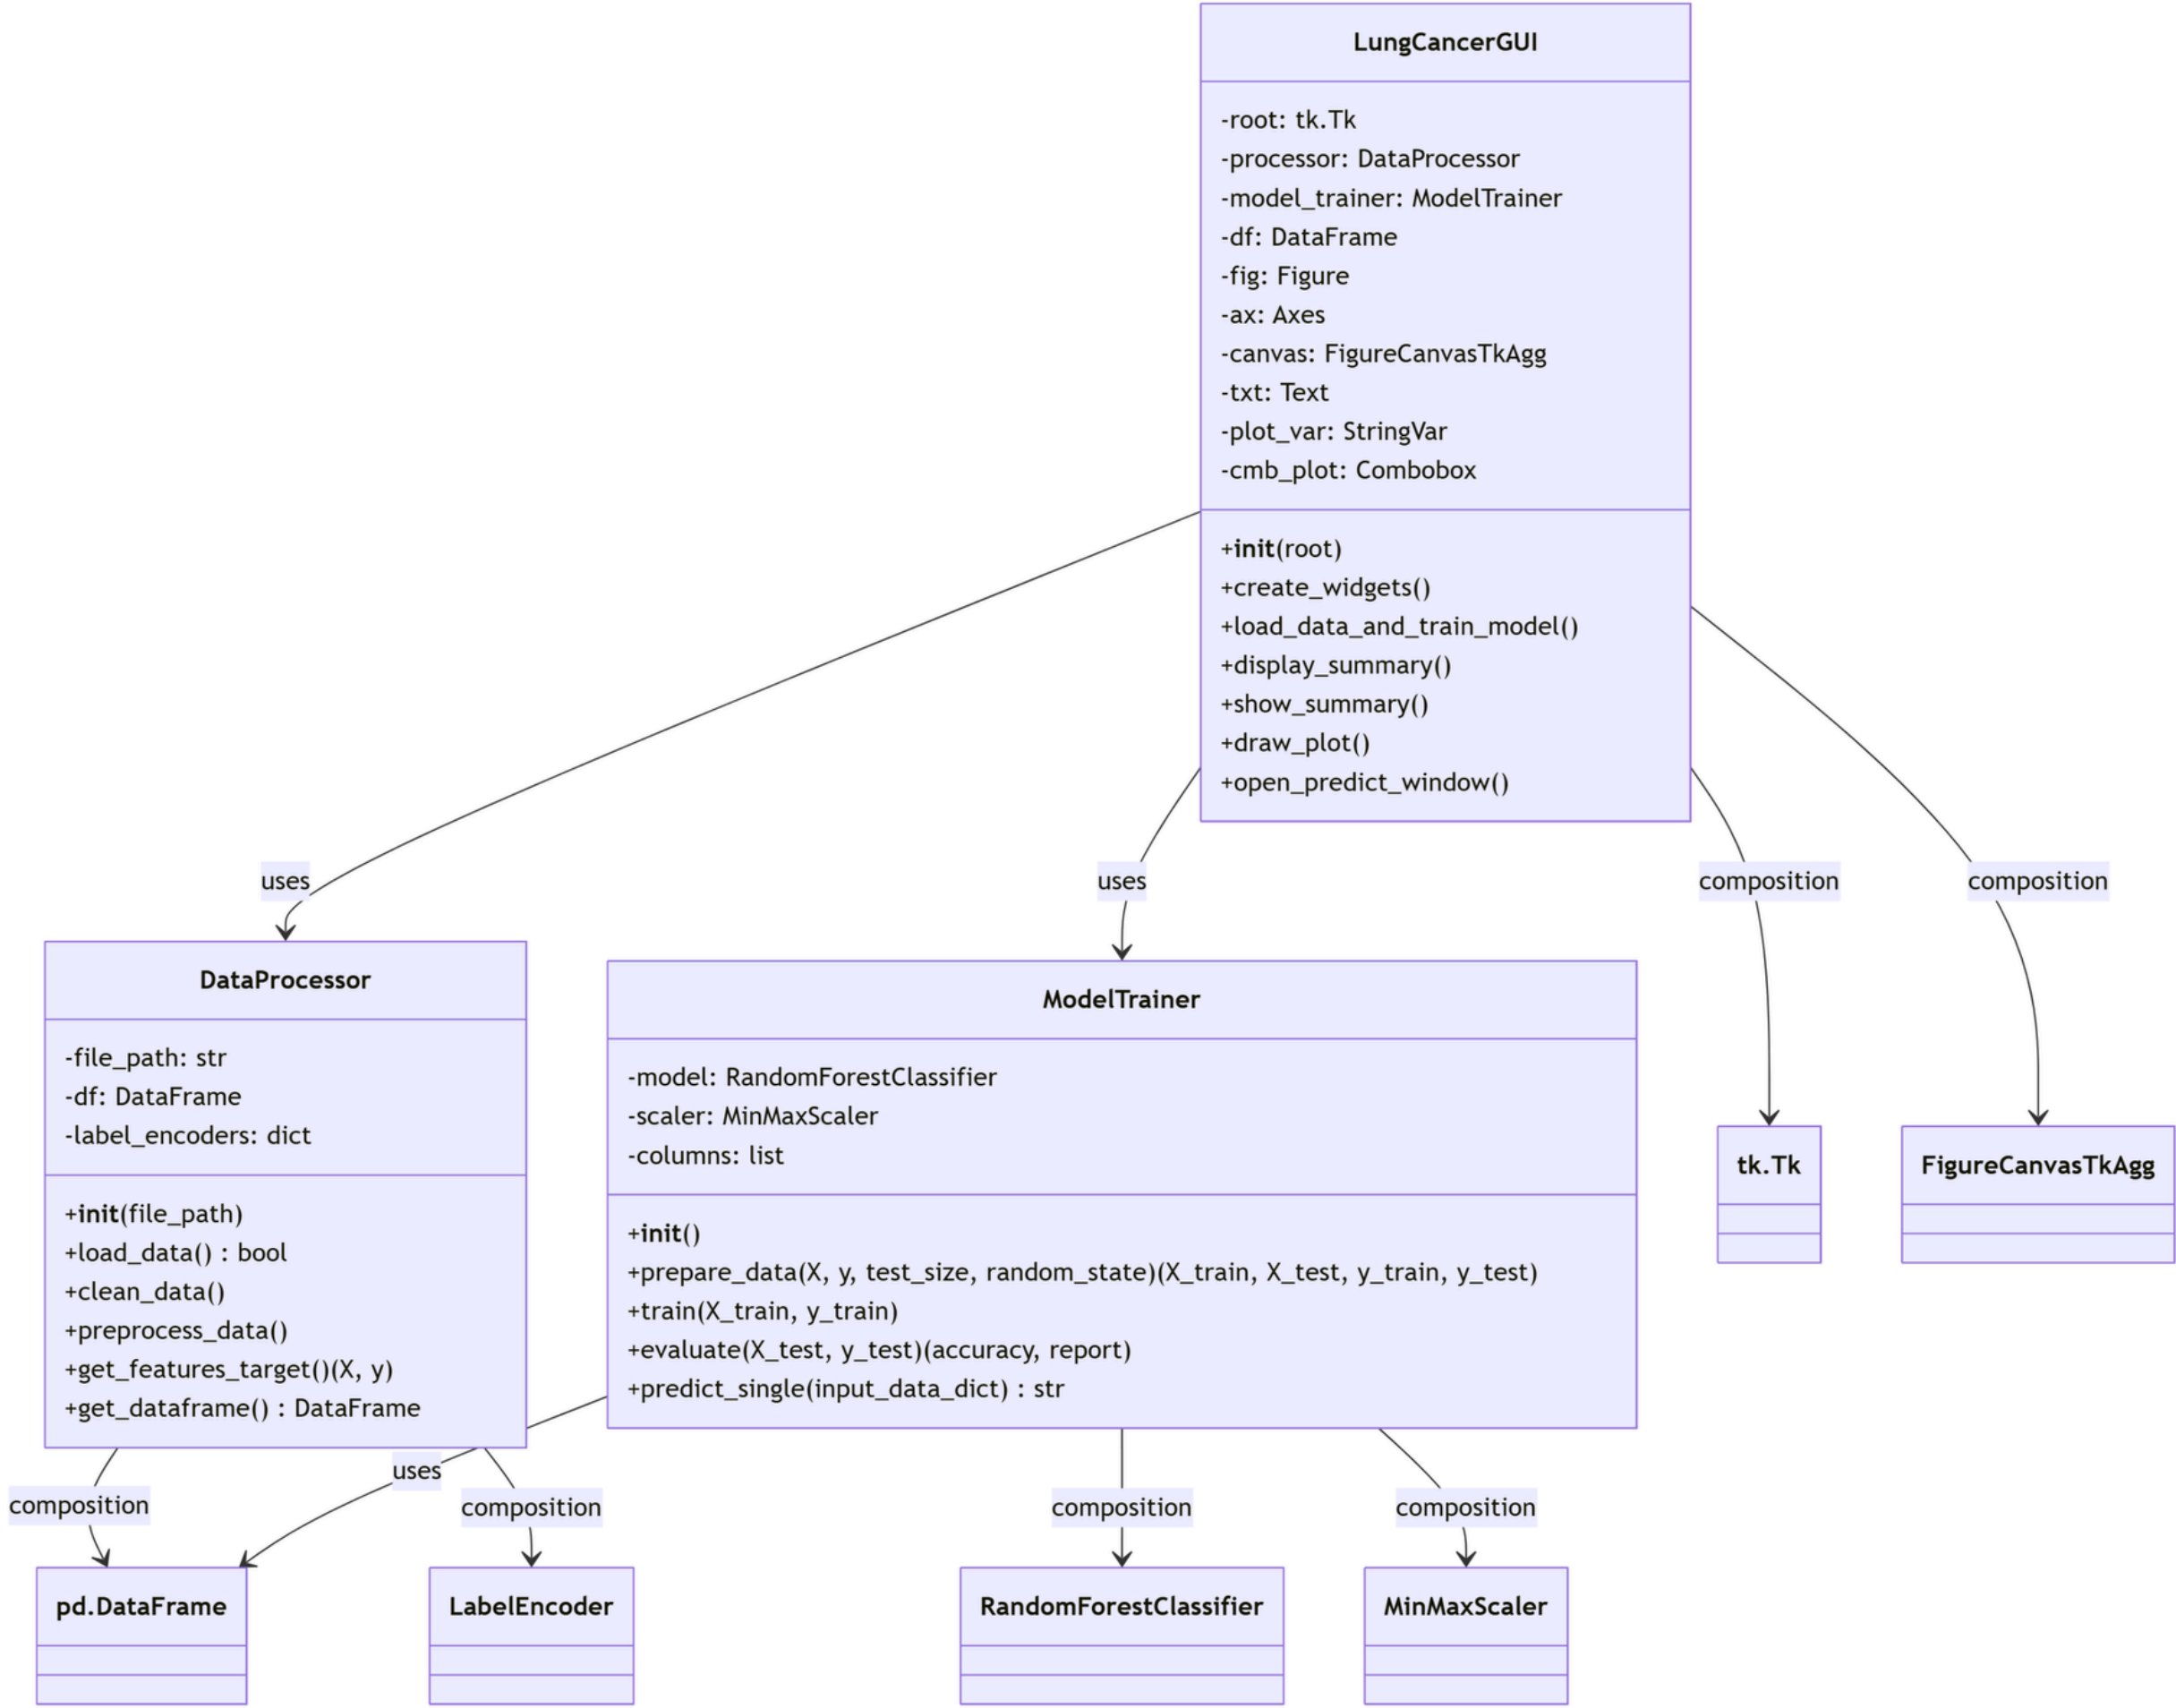 LungCancerGUI
-root: tk.Tk
-processor: DataProcessor
-model_trainer: ModelTrainer
-df: DataFrame
-fig: Figure
-ax: Axes
-canvas: FigureCanvasTkAgg
-txt: Text
-plot_var: StringVar
-cmb_plot: Combobox
+init(root)
+create_widgets()
+load_data_and_train_model()
+display_summary()
+show_summary()
+draw_plot()
+open_predict_window()
uses
uses
composition
composition
DataProcessor
-file_path: str
-df: DataFrame
-label_encoders: dict
+init(file_path)
+load_data() : bool
+clean_data()
+preprocess_data()
+get_features_target()(X, y)
+get_dataframe() : DataFrame
ModelTrainer
-model: RandomForestClassifier
-scaler: MinMaxScaler
-columns: list
+init()
+prepare_data(X, y, test_size, random_state)(X_train, X_test, y_train, y_test)
+train(X_train, y_train)
+evaluate(X_test, y_test)(accuracy, report)
+predict_single(input_data_dict) : str
tk.Tk
FigureCanvasTkAgg
composition
uses
composition
composition
composition
pd.DataFrame
LabelEncoder
RandomForestClassifier
MinMaxScaler